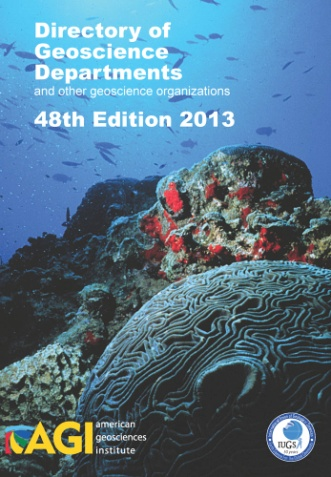 Directory of
Geoscience
Departments
and other geoscience organizations
48th Edition 2013
AGI
american
geosciences
institute
IUGS